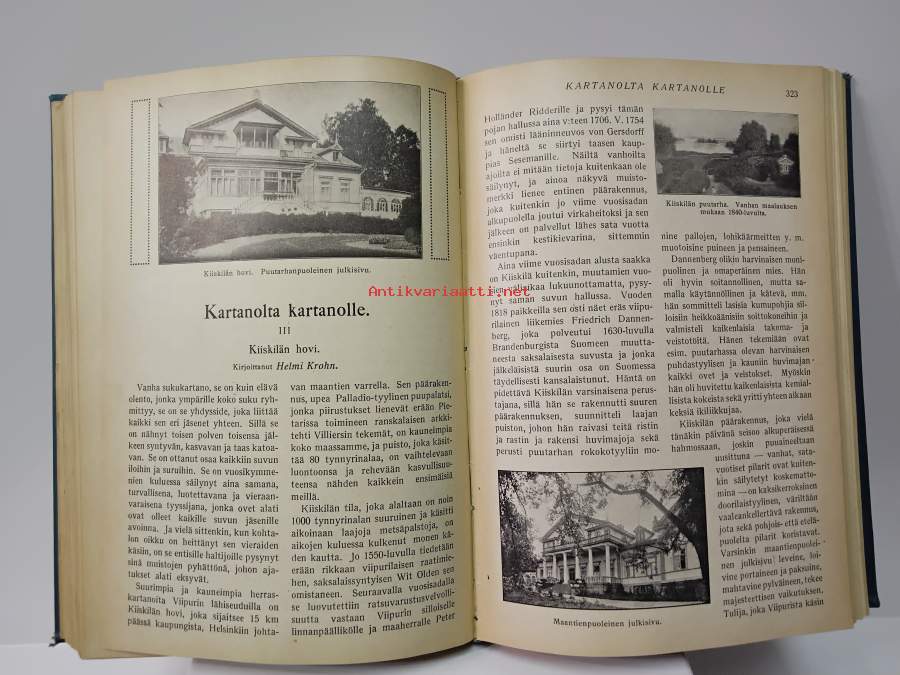 Kiiskilän hovi. Puutarhanpuoleinen julkisivu.
Kartanolta kartanolle.
III
Kiiskilän hovi.
Kirjoittanut Helmi Krohn.
Vanha sukukartano, se on kuin elävä
olento, jonka ympärille koko suku ryh-
mittyy, se on se yhdysside, joka liittää
kaikki sen eri jäsenet yhteen. Sillä se
on nähnyt toisen polven toisensa jäl-
keen syntyvän, kasvavan ja taas katoa-
van. Se on ottanut osaa kaikkiin suvun
iloihin ja suruihin. Se on vuosikymme-
nien kuluessa säilynyt aina samana,
turvallisena, luotettavana ja vieraan-
varaisena tyyssijana, jonka ovet alati
ovat olleet kaikille suvun jäsenille
avoinna. Ja vielä sittenkin, kun kohta-
lon oikku on heittänyt sen vieraiden
käsiin, on se entisille haltijoille pysynyt
sinä muistojen pyhättönä, johon aja-
tukset alati eksyvät.
Suurimpia ja kauneimpia herras-
kartanoita Viipurin lähiseuduilla on
Kiiskilän hovi, joka sijaitsee 15 km
päässä kaupungista, Helsinkiin johta-
van maantien varrella. Sen pääraken-
nus, upea Palladio-tyylinen puupalatsi,
jonka piirustukset lienevät erään Pie-
tarissa toimineen ranskalaisen arkki-
tehti Villiersin tekemät, on kauneimpia
koko maassamme, ja puisto, joka käsit-
tää 80 tynnyrinalaa, on vaihtelevaan
luontoonsa ja rehevään kasvullisuu-
teensa nähden kaikkein ensimäisiä
meillä.
Kiiskilän tila, joka alaltaan on noin
1000 tynnyrinalan suuruinen ja käsitti
aikoinaan laajoja metsäpalstoja, on
aikojen kuluessa kulkenut monen kä-
den kautta. Jo 1550-luvulla tiedetään
erään rikkaan viipurilaisen raatimie-
hen, saksalaissyntyisen Wit Olden sen
omistaneen. Seuraavalla vuosisadalla
se luovutettiin ratsuvarustusvelvolli-
suutta vastaan Viipurin silloiselle
linnanpäällikölle ja maaherralle Peter
KARTANOLTA KARTANOLLE
323
Holländer Ridderille ja pysyi tämän
pojan hallussa aina v:teen 1706. V. 1754
sen omisti lääninneuvos von Gersdorff
ja häneltä se siirtyi taasen kaup-
pias Sesemanille. Näiltä vanhoilta
ajoilta ei mitään tietoja kuitenkaan ole
säilynyt, ja ainoa näkyvä muisto-
merkki lienee entinen päärakennus,
joka kuitenkin jo viime vuosisadan
alkupuolella joutui virkaheitoksi ja sen
jälkeen on palvellut lähes sata vuotta
ensinkin kestikievarina, sittemmin
väentupana.
Aina viime vuosisadan alusta saakka
on Kiiskilä kuitenkin, muutamien vuo-
sien välisikaa lukuunottamatta, pysy-
nyt saman suvun hallussa. Vuoden
1818 paikkeilla sen osti näet eräs viipu-
rilainen liikemies Friedrich Dannen-
berg, joka polveutui 1630-luvulla
Brandenburgista Suomeen muutta-
neesta saksalaisesta suvusta ja jonka
jälkeläisistä suurin osa on Suomessa
täydellisesti kansalaistunut. Häntä on
pidettävä Kiiskilän varsinaisena perus-
tajana, sillä hän se rakennutti suuren
päärakennuksen, suunnitteli laajan
puiston, johon hän raivasi teitä ristin
ja rastin ja rakensi huvimajoja sekä
perusti puutarhan rokokotyyliin mo-
Kiiskilän puutarha. Vanhan maalauksen
mukaan 1840-luvulta.
nine pallojen, lohikäärmeitten y. m.
muotoisine puineen ja pensaineen.
Dannenberg olikin harvinaisen moni-
puolinen ja omaperäinen mies. Hän
oli hyvin soitannollinen, mutta sa-
malla käytännöllinen ja kätevä, mm.
hän sommitteli lasisia kumupohjia sil-
loisiin heikkoäänisiin soittokoneihin ja
valmisteli kaikenlaisia takoma- ja
veistotöitä. Hänen tekemiään ovat
esim. puutarhassa olevan harvinaisen
puhdastyylisen ja kauniin huvimajan-
kaikki ovet ja veistokset. Myöskin
hän oli huvitettu kaikenlaisista kemial-
lisista kokeista sekä yritti yhteen aikaan
keksiä ikiliikkujaa.
Kiiskilän päärakennus, joka vielä
tänäkin päivänä seisoo alkuperäisessä
hahmossaan, joskin puuaineeltaan
uusittuna — vanhat, sata-
vuotiset pilarit ovat kuiten-
kin säilytetyt koskematto-
mina — on kaksikerroksinen
doorilaistyylinen, väriltään
vaaleankellertävä rakennus,
jota sekä pohjois- että etelä-
puolelta pilarit koristavat.
Varsinkin maantienpuolei-
nen julkisivu leveine, loi-
vine portaineen ja paksuine,
mahtavine pylväineen, tekee
majesteettisen vaikutuksen.
Tulija, joka Viipurista käsin
Maantienpuoleinen julkisivu.
Antikvariaatti.net